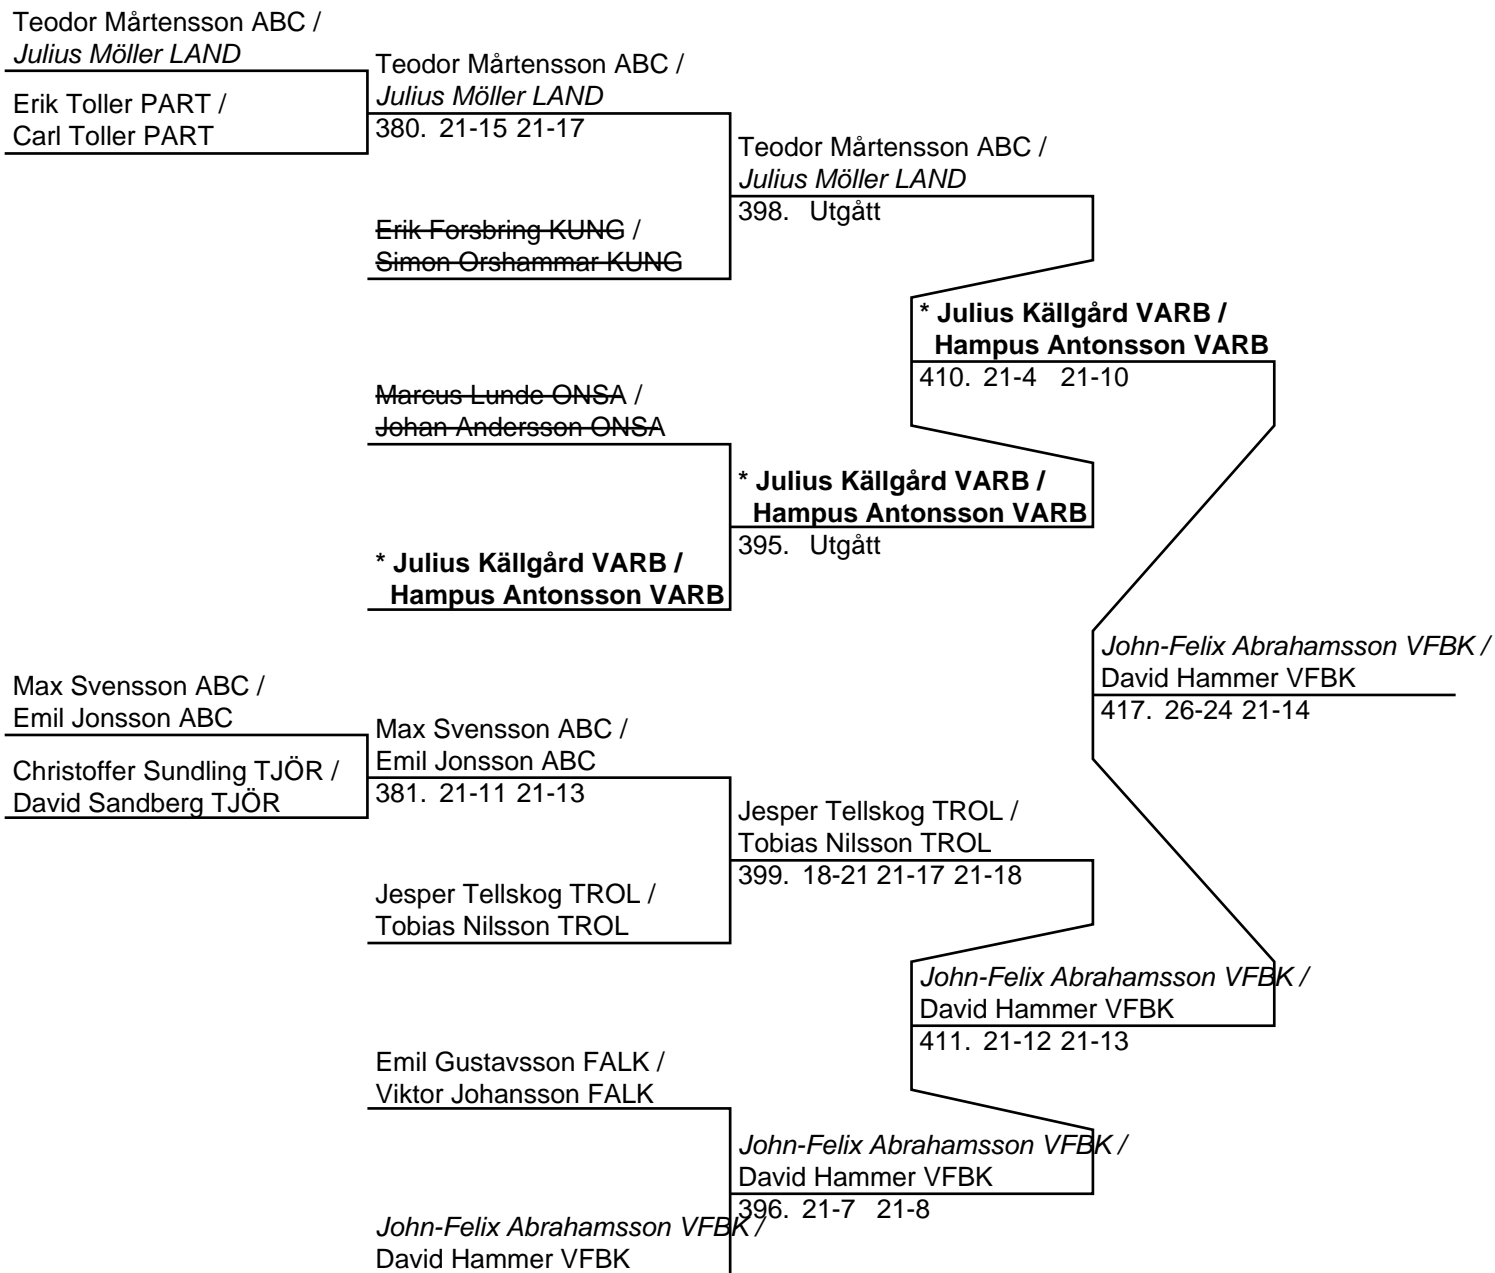 Teodor Mårtensson ABC /
Julius Möller LAND
Erik Toller PART /
Carl Toller PART
Teodor Mårtensson ABC /
Julius Möller LAND
380. 21-15 21-17
Erik Forsbring KUNG /
Simon Orshammar KUNG
Teodor Mårtensson ABC /
Julius Möller LAND
398. Utgått
Marcus Lunde ONSA /
Johan Andersson ONSA
* Julius Källgård VARB /
Hampus Antonsson VARB
* Julius Källgård VARB /
Hampus Antonsson VARB
395. Utgått
* Julius Källgård VARB /
Hampus Antonsson VARB
410. 21-4 21-10
Max Svensson ABC /
Emil Jonsson ABC
Christoffer Sundling TJÖR /
David Sandberg TJÖR
Max Svensson ABC /
Emil Jonsson ABC
381. 21-11 21-13
Jesper Tellskog TROL /
Tobias Nilsson TROL
Jesper Tellskog TROL /
Tobias Nilsson TROL
399. 18-21 21-17 21-18
Emil Gustavsson FALK /
Viktor Johansson FALK
John-Felix Abrahamsson VFBK /
David Hammer VFBK
John-Felix Abrahamsson VFBK /
David Hammer VFBK
396. 21-7 21-8
John-Felix Abrahamsson VFBK /
David Hammer VFBK
411. 21-12 21-13
John-Felix Abrahamsson VFBK /
David Hammer VFBK
417. 26-24 21-14